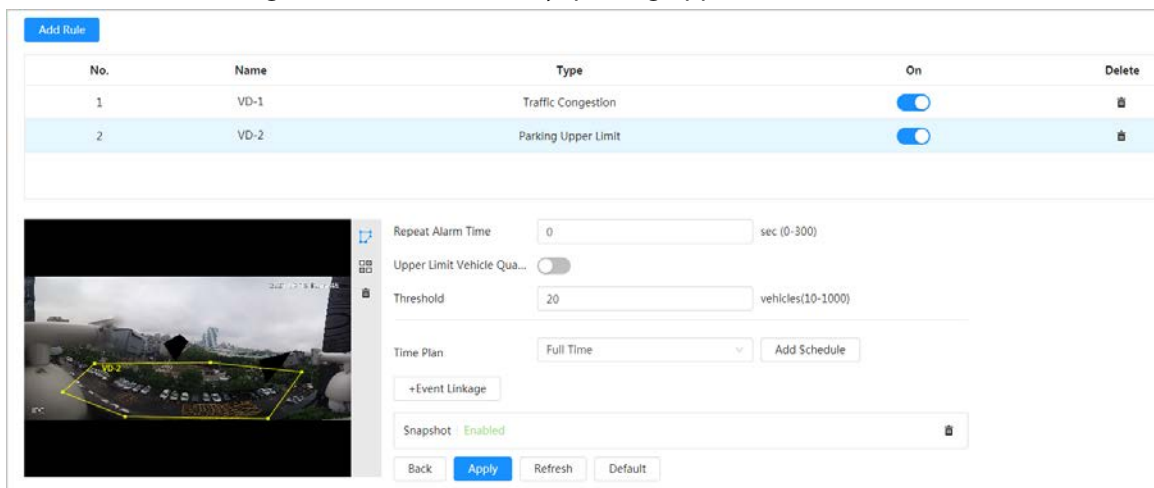 Add Rule
No. Name Type On Delete
1 VD-1 Traffic Congestion
2 VD-2 Parking Upper Limit
Repeat Alarm Time 0 sec (0-300)
Upper Limit Vehicle Qua...
Threshold 20 vehicles(10-1000)
Time Plan Full Time Add Schedule
VD-2
+Event Linkage
IPC
Snapshot Enabled
Back Apply Refresh Default